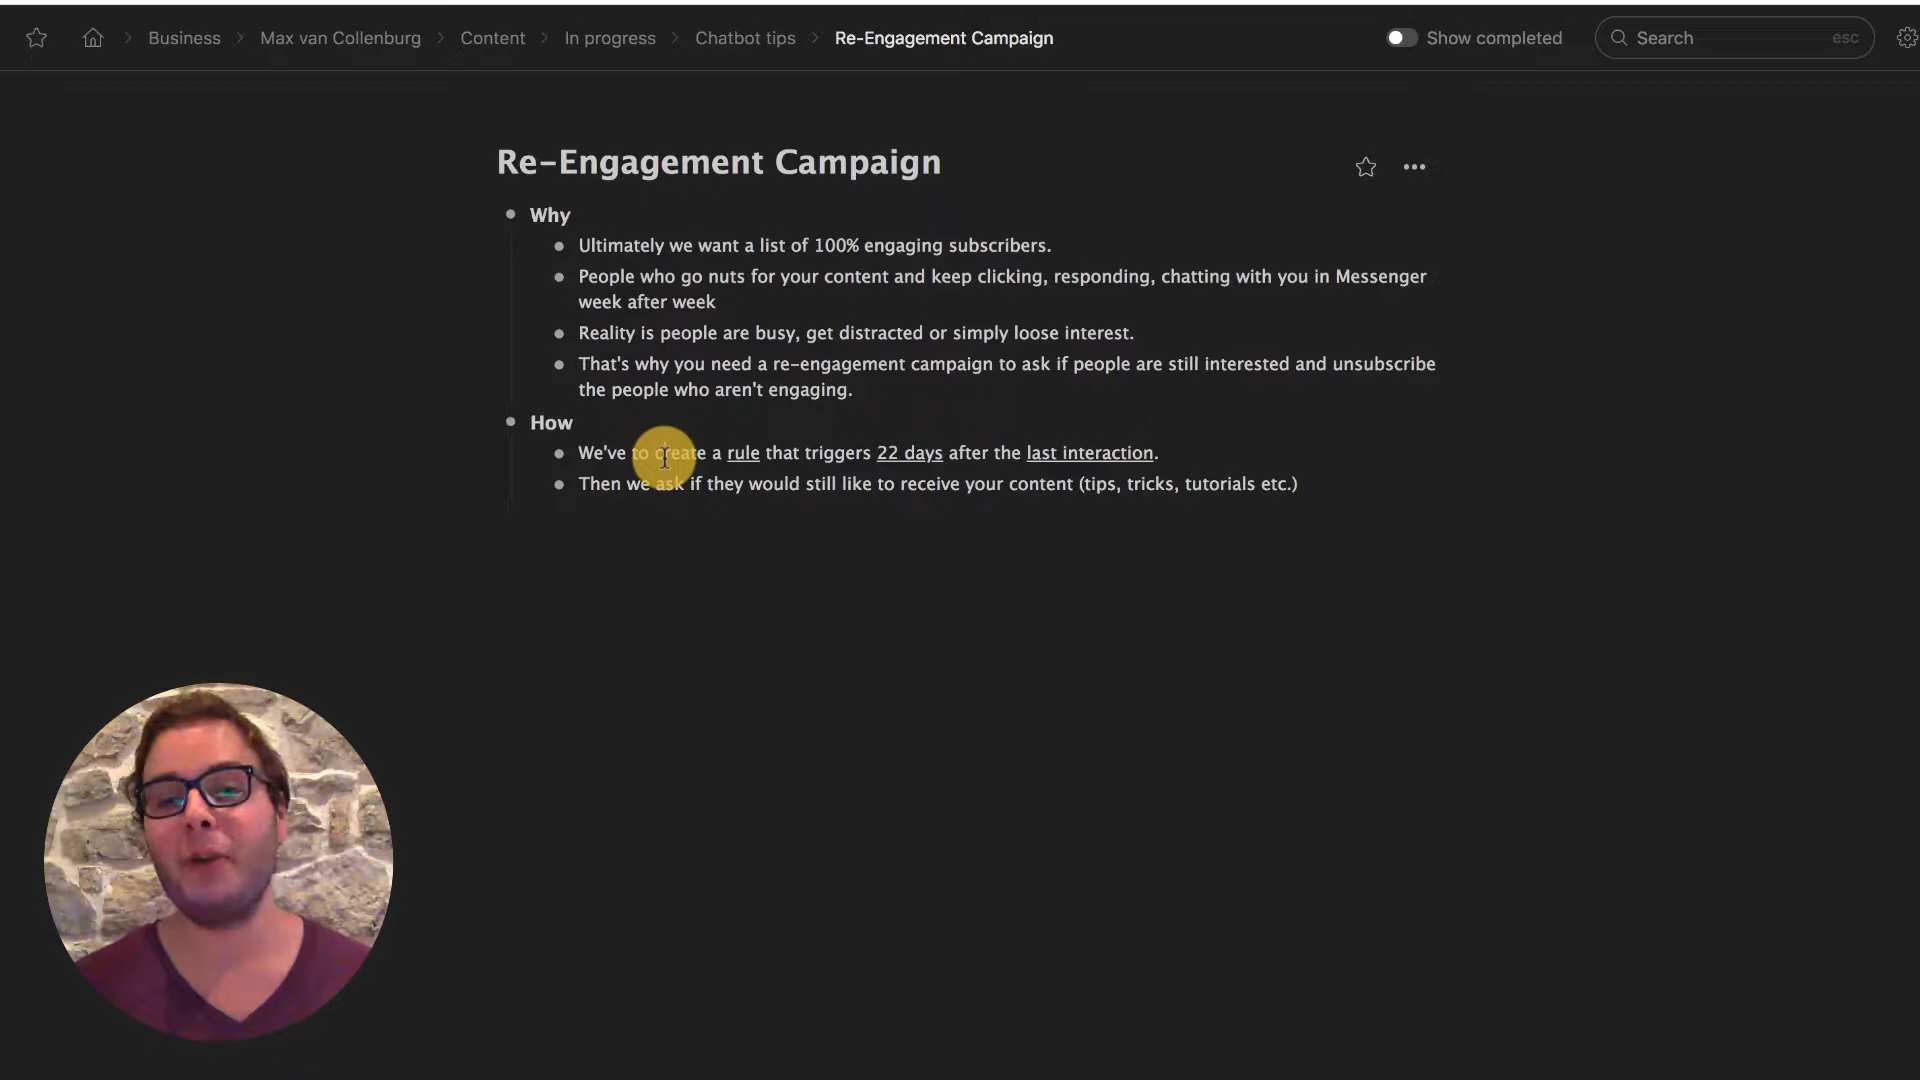 Business > Max van Collenburg > Content > In progress > Chatbot tips > Re-Engagement Campaign Show completed Search esc
Re-Engagement Campaign
Why
Ultimately we want a list of 100% engaging subscribers.
People who go nuts for your content and keep clicking, responding, chatting with you in Messenger
week after week
Reality is people are busy, get distracted or simply loose interest.
That's why you need a re-engagement campaign to ask if people are still interested and unsubscribe
the people who aren't engaging.
How
We've to create a rule that triggers 22 days after the last interaction.
Then we ask if they would still like to receive your content (tips, tricks, tutorials etc.)